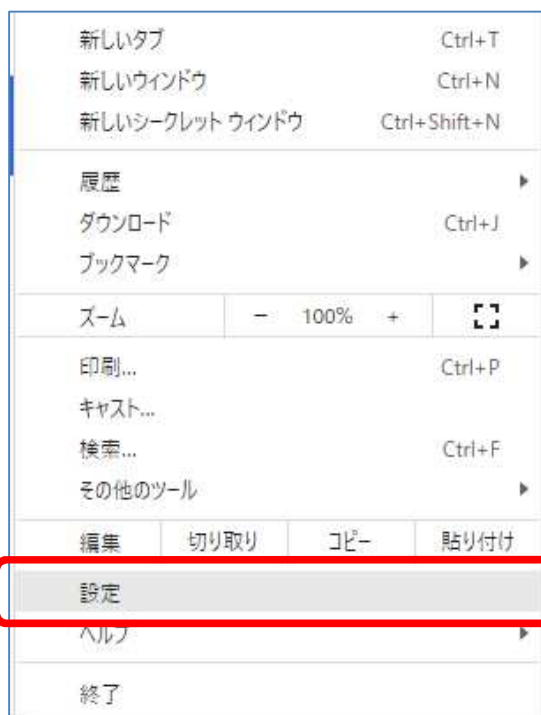 新しいタブ Ctrl+T
新しいウィンドウ Ctrl+N
新しいシークレット ウィンドウ Ctrl+Shift+N
履歴
ダウンロード Ctrl+J
ブックマーク
ズーム － 100% +
印刷... Ctrl+P
キャスト...
検索... Ctrl+F
その他のツール
編集 切り取り コピー 貼り付け
設定
ヘルプ
終了